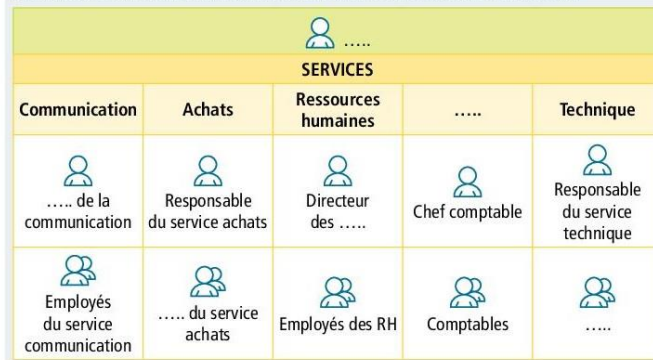 .....
SERVICES
Communication
Achats
Ressources
humaines
.....
Technique
..... de la
communication
Responsable
du service achats
Directeur
des .....
Chef comptable
Responsable
du service
technique
Employés
du service
communication
..... du service
achats
Employés des RH
Comptables
.....